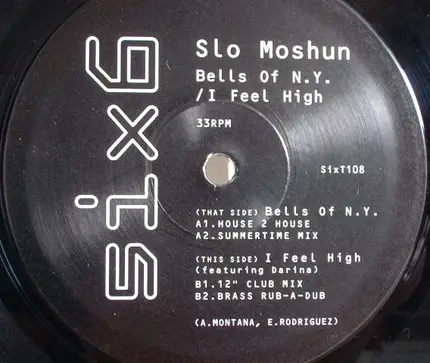 six6
Slo Moshun
Bells Of N.Y.
/I Feel High
33RPM
SixT108
(THAT SIDE) Bells Of N.Y.
A1.HOUSE 2 HOUSE
A2.SUMMERTIME MIX
(THIS SIDE) I Feel High
(featuring Darina)
B1.12" CLUB MIX
B2.BRASS RUB-A-DUB
(A.MONTANA, E.RODRIGUEZ)